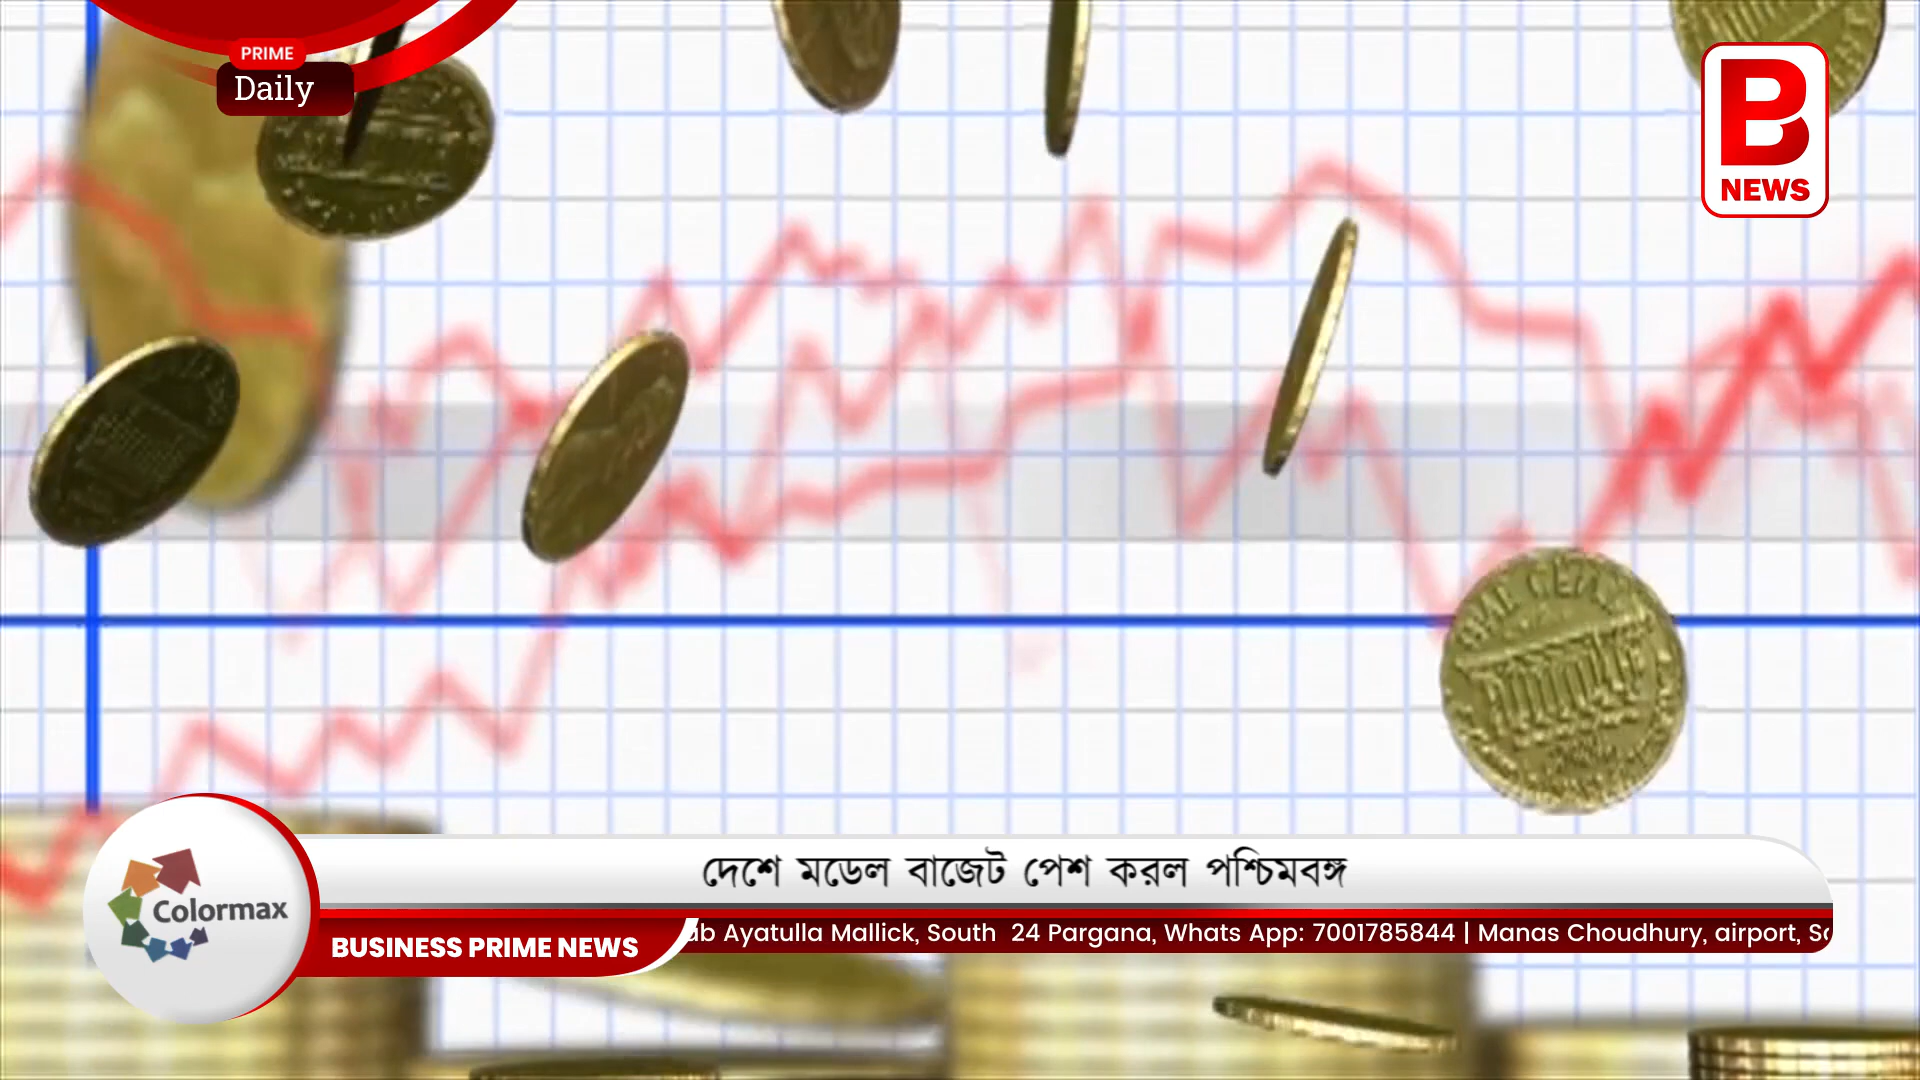 PRIME
Daily
B
NEWS
দেশে মডেল বাজেট পেশ করল পশ্চিমবঙ্গ
Colormax
BUSINESS PRIME NEWS
Ayatulla Mallick, South 24 Pargana, Whats App: 7001785844 | Manas Choudhury, airport,